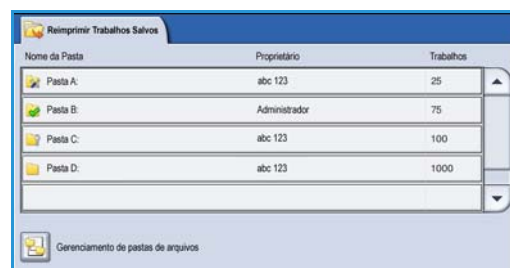 Reimprimir Trabalhos Salvos
Nome da Pasta Proprietário Trabalhos
Pasta A: abc 123 25
Pasta B: Administrador 75
Pasta C: abc 123 100
Pasta D: abc 123 1000
Gerenciamento de pastas de arquivos